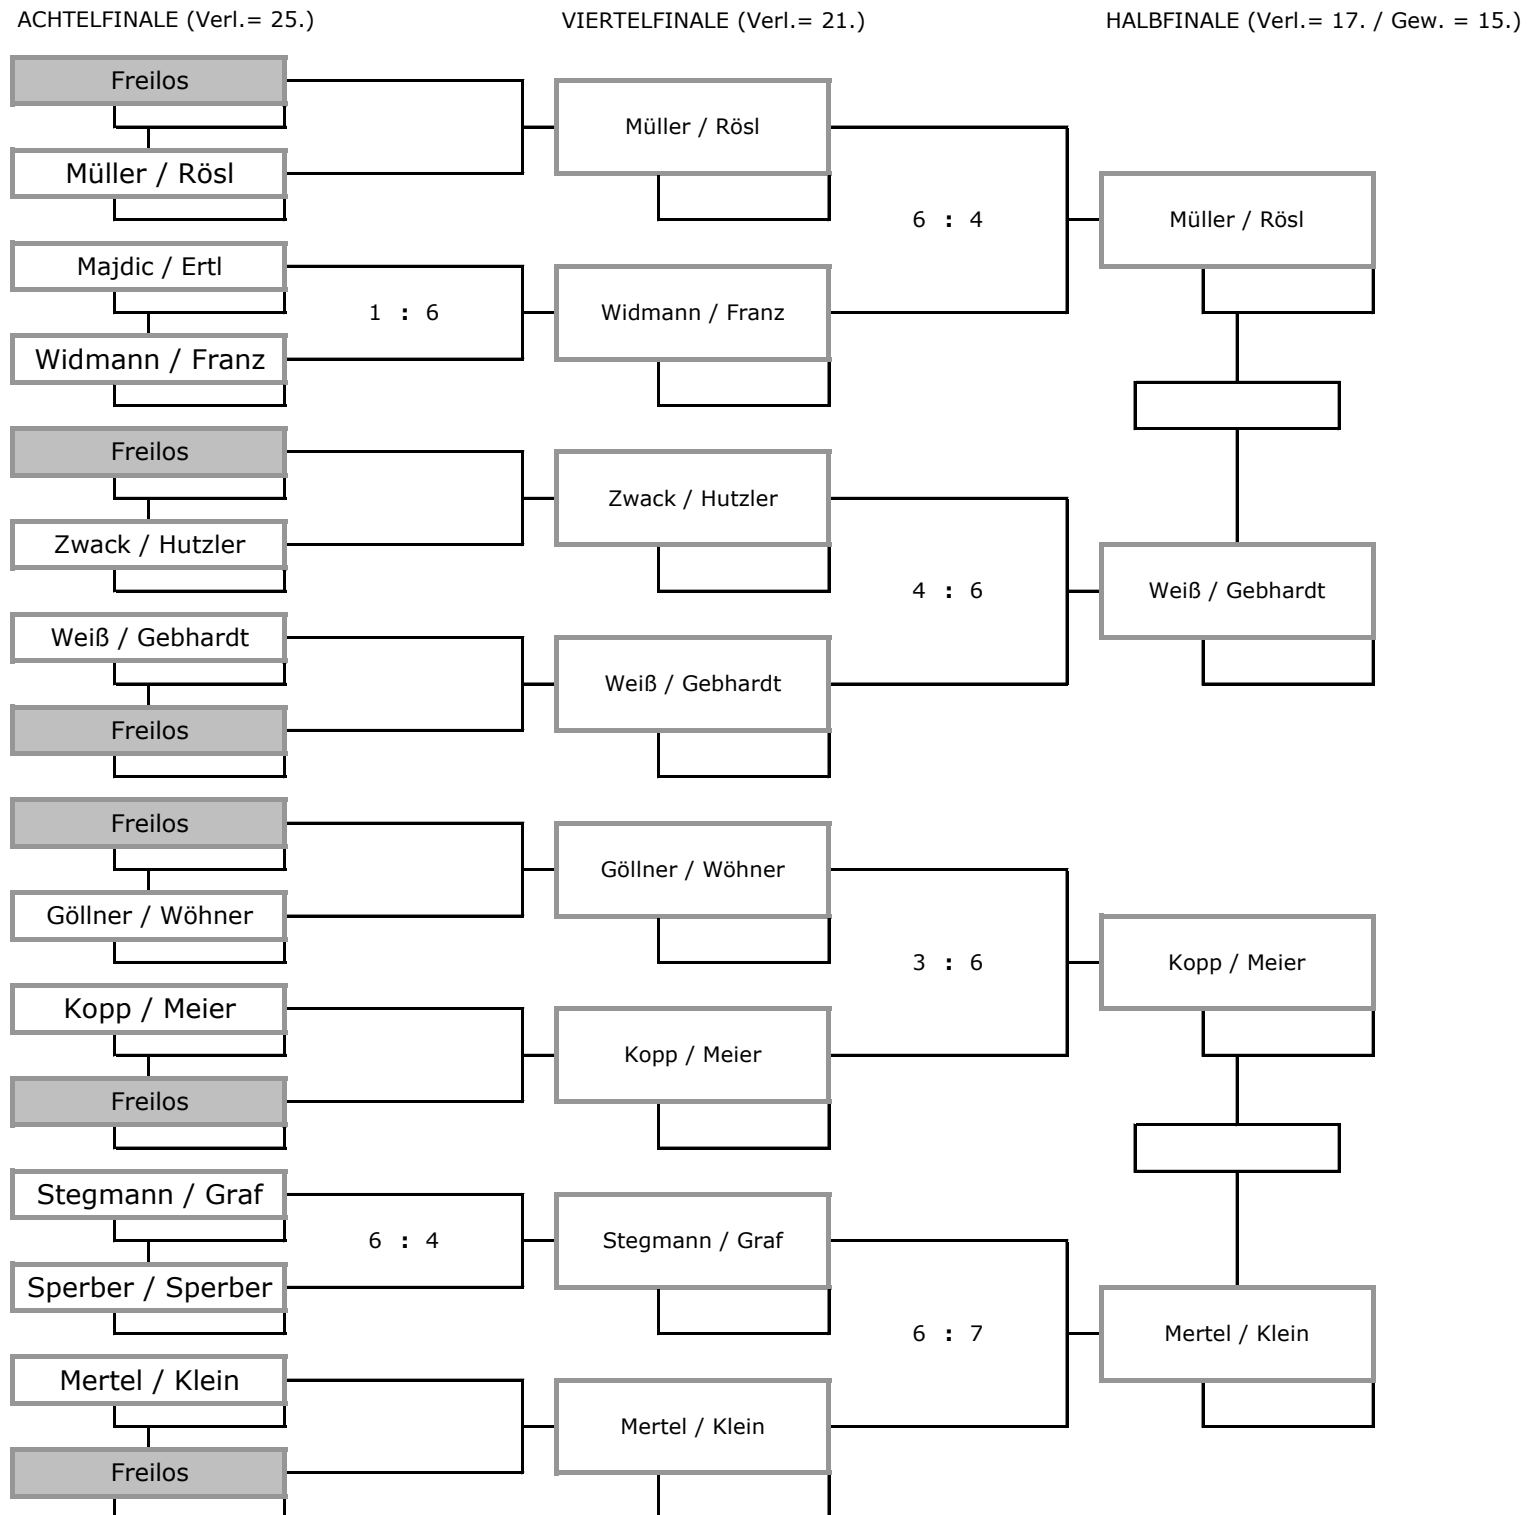 ACHTELFINALE (Verl.= 25.)
VIERTELFINALE (Verl.= 21.)
HALBFINALE (Verl.= 17. / Gew. = 15.)
Freilos
Müller / Rösl
Majdic / Ertl
1 : 6
Widmann / Franz
Freilos
Zwack / Hutzler
Weiß / Gebhardt
Freilos
Freilos
Göllner / Wöhner
Kopp / Meier
Freilos
Stegmann / Graf
6 : 4
Sperber / Sperber
Mertel / Klein
Freilos
Müller / Rösl
6 : 4
Widmann / Franz
Zwack / Hutzler
4 : 6
Weiß / Gebhardt
Göllner / Wöhner
3 : 6
Kopp / Meier
Stegmann / Graf
6 : 7
Mertel / Klein
Müller / Rösl
Weiß / Gebhardt
Kopp / Meier
Mertel / Klein